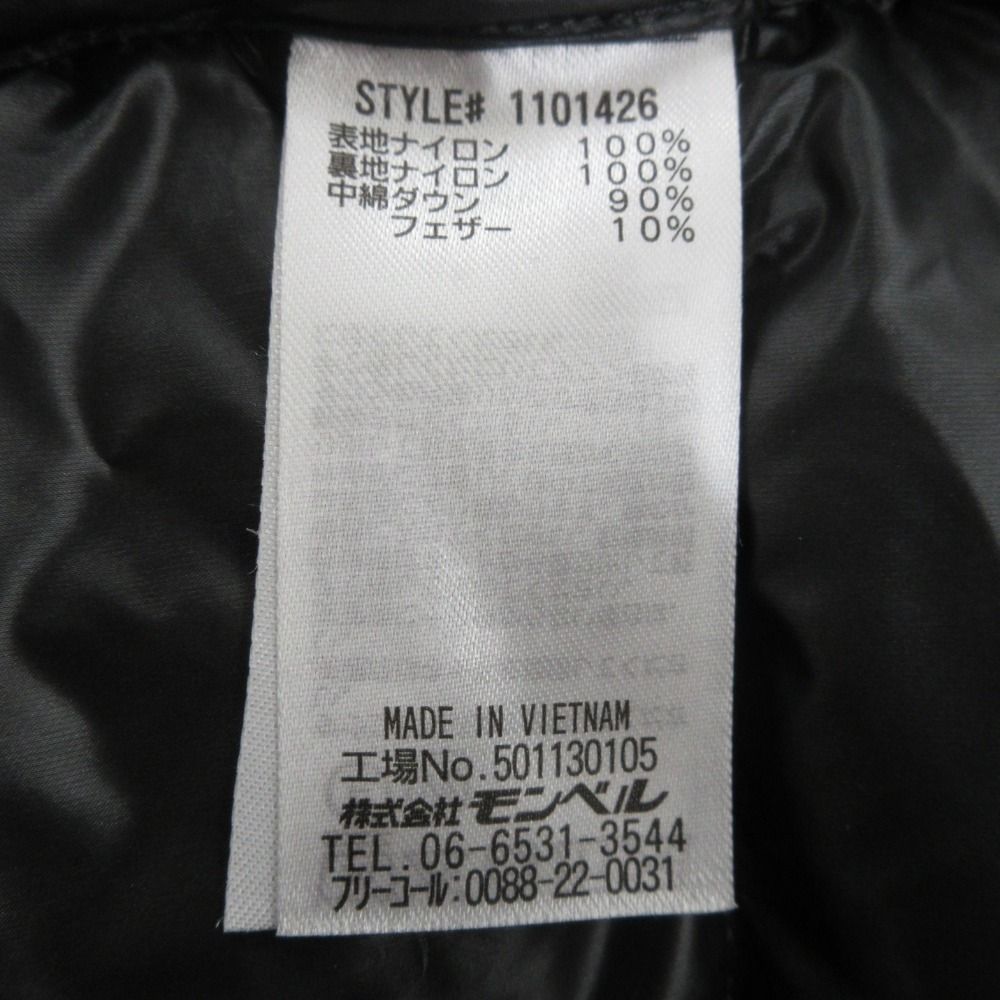 STYLE# 1101426
表地ナイロン 100%
裏地ナイロン 100%
中綿ダウン 90%
フェザー 10%
MADE IN VIETNAM
工場No.501130105
株式会社 モンベル
TEL.06-6531-3544
フリーコール:0088-22-0031